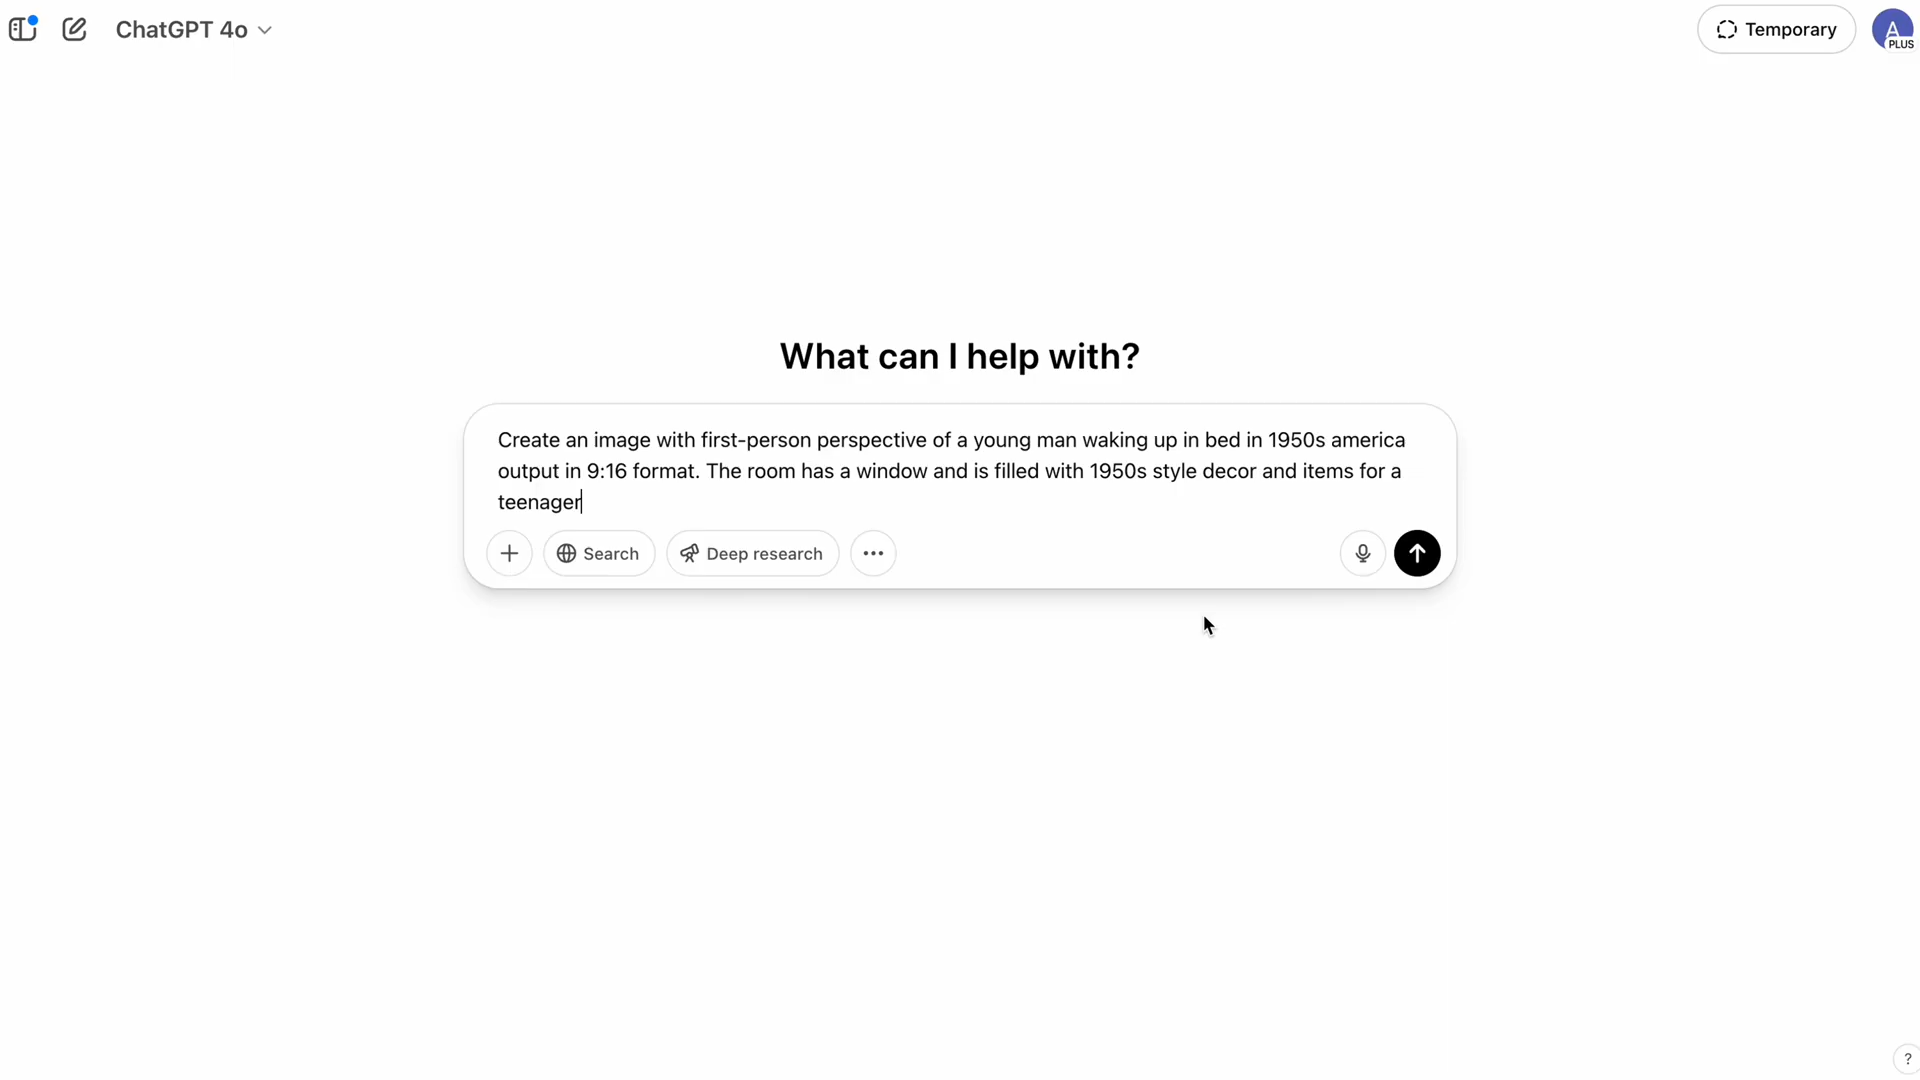 ChatGPT 4o
Temporary
A
PLUS
What can I help with?
Create an image with first-person perspective of a young man waking up in bed in 1950s america
output in 9:16 format. The room has a window and is filled with 1950s style decor and items for a
teenager
Search
Deep research
?